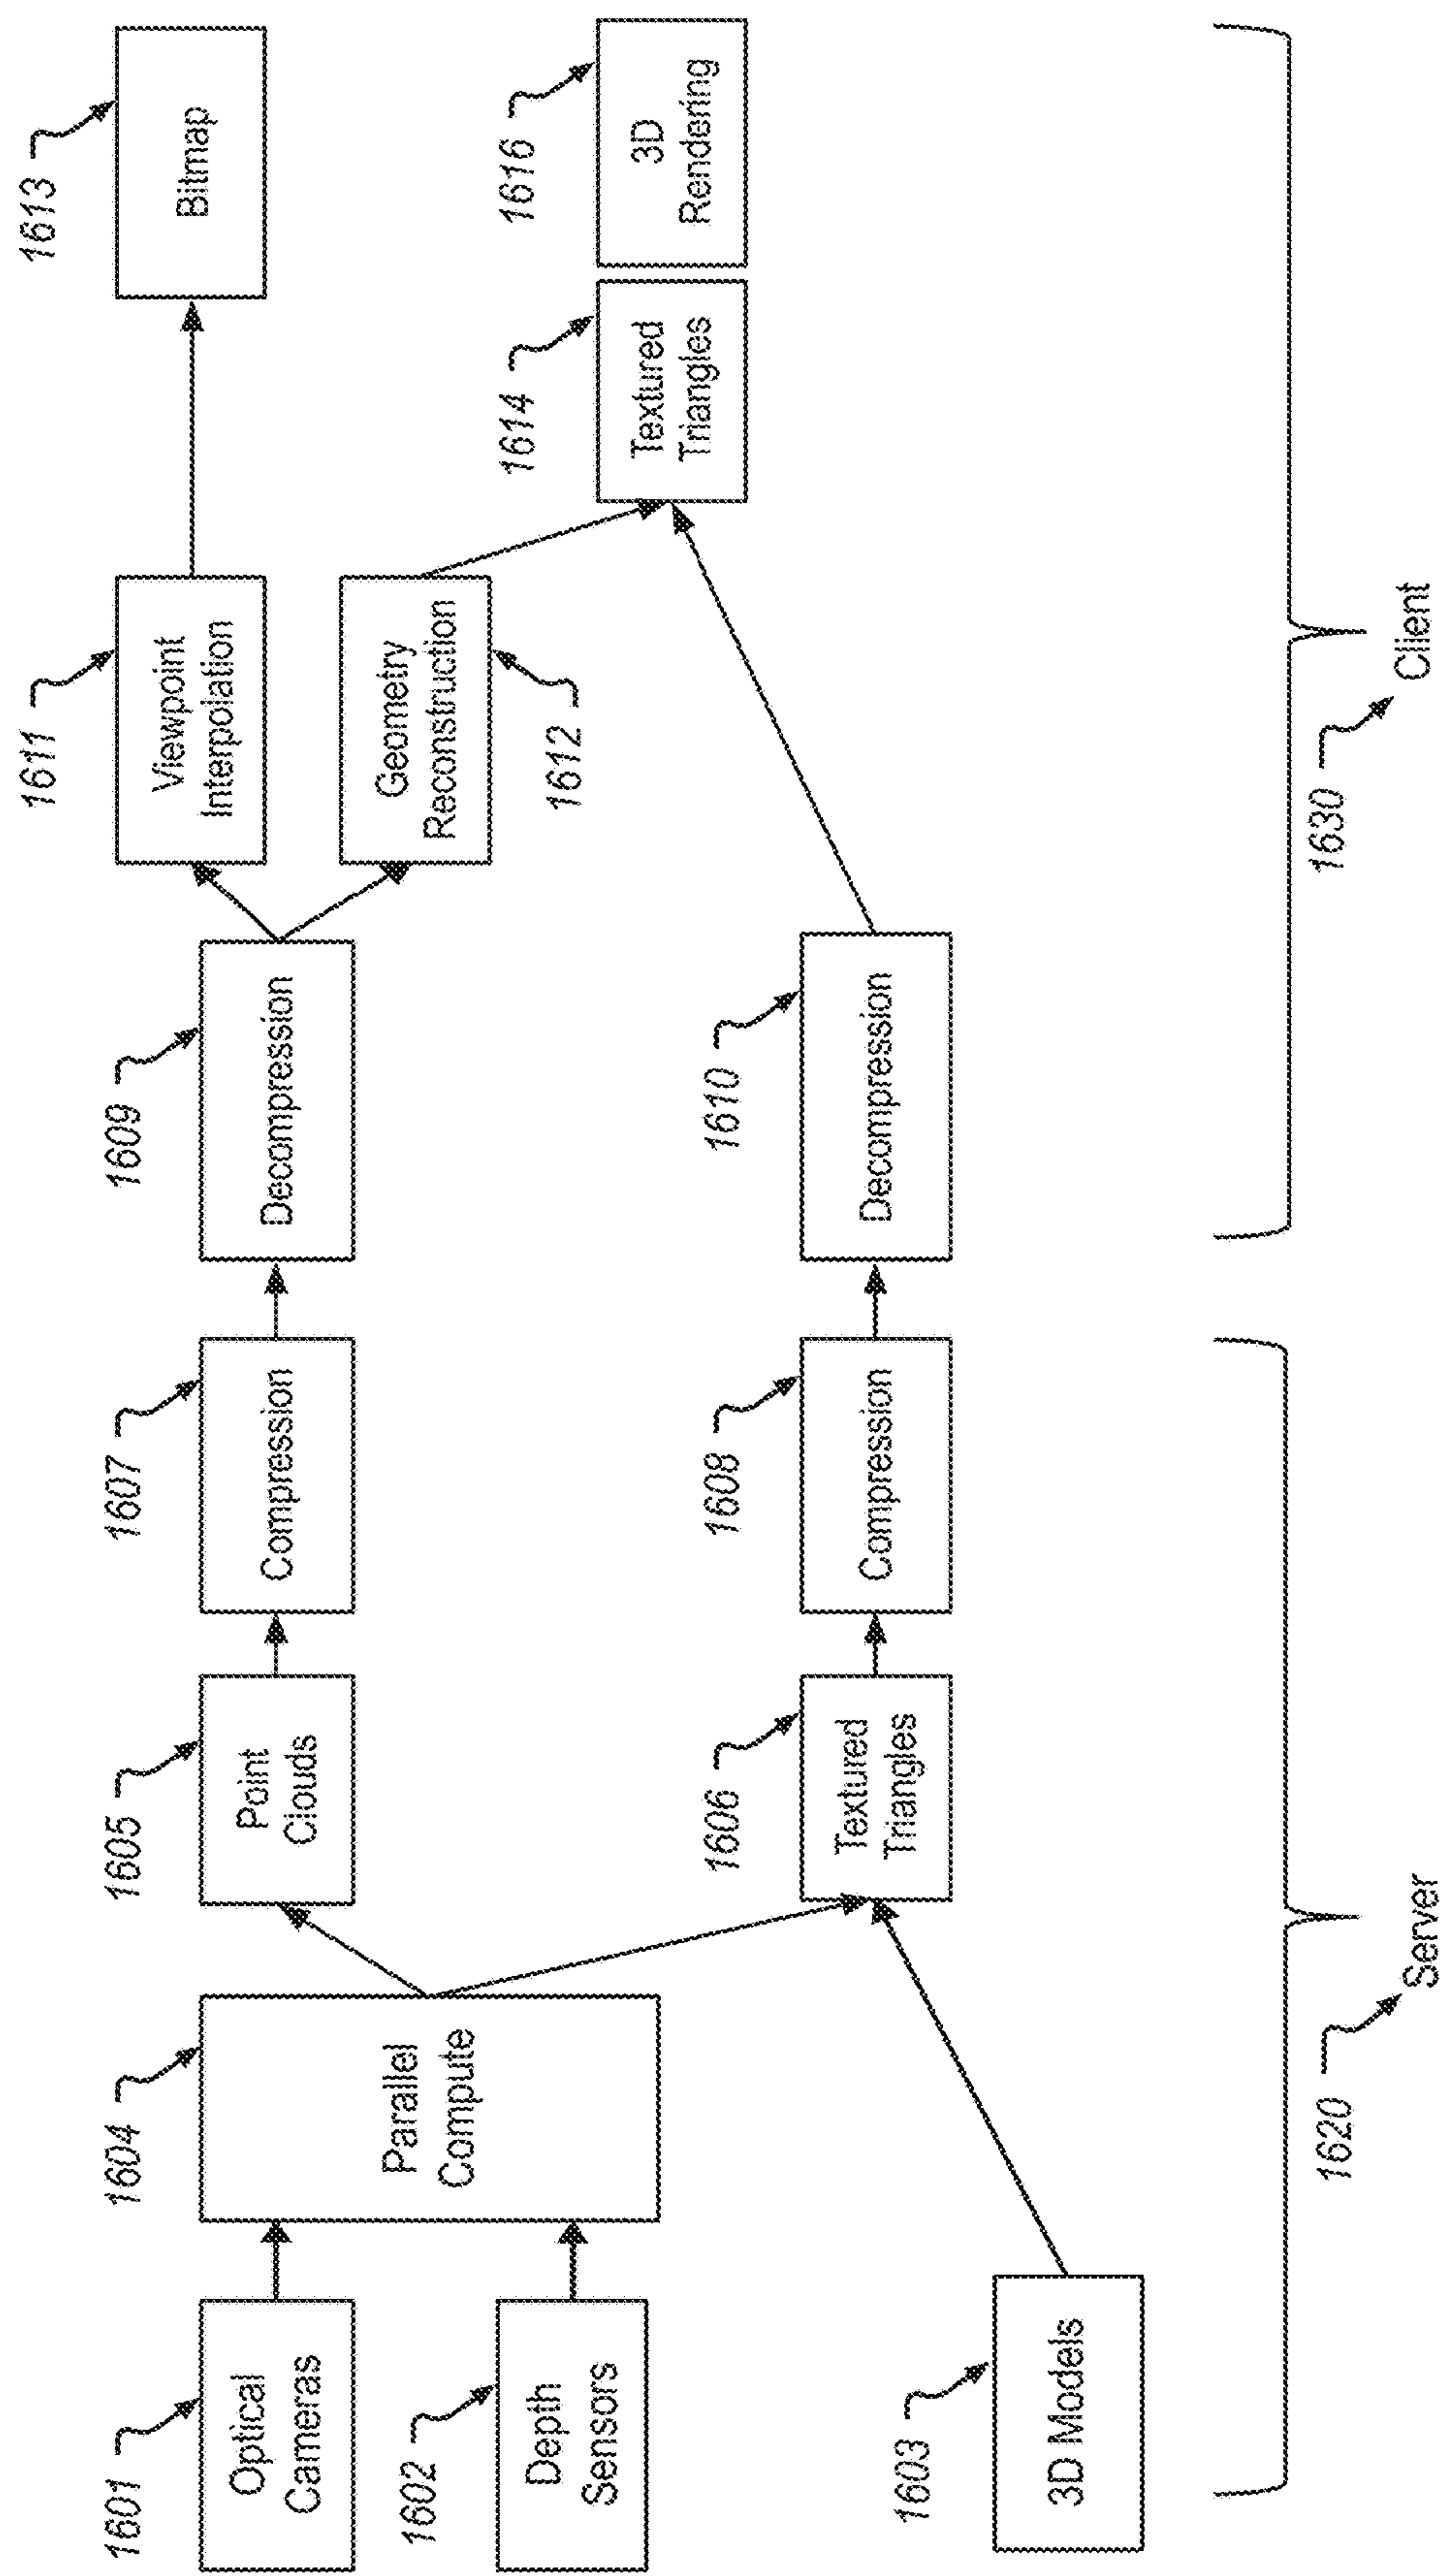 1601
Optical
Cameras
1602
Depth
Sensors
1603
3D Models
1604
Parallel
Compute
1605
Point
Clouds
1606
Textured
Triangles
1607
Compression
1608
Compression
1609
Decompression
1610
Decompression
1611
Viewpoint
Interpolation
Geometry
Reconstruction
1612
1613
Bitmap
1614
Textured
Triangles
1616
3D
Rendering
1620
Server
1630
Client